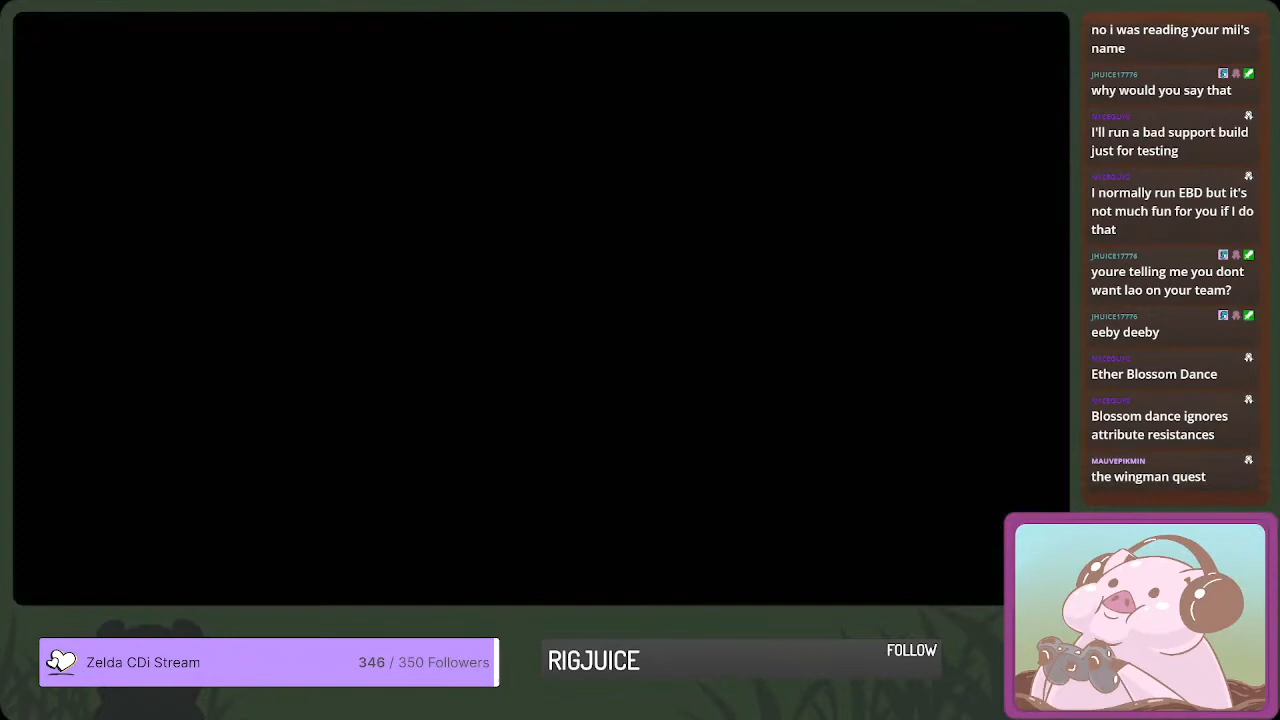 no i was reading your mii's
name
JHUICE17776
why would you say that
I'll run a bad support build
just for testing
I normally run EBD but it's
not much fun for you if I do
that
JHUICE17776
youre telling me you dont
want lao on your team?
JHUICE17776
eeby deeby
Ether Blossom Dance
Blossom dance ignores
attribute resistances
MAUVEPIKMIN
the wingman quest
Zelda CDi Stream
346 / 350 Followers
RIGJUICE
FOLLOW